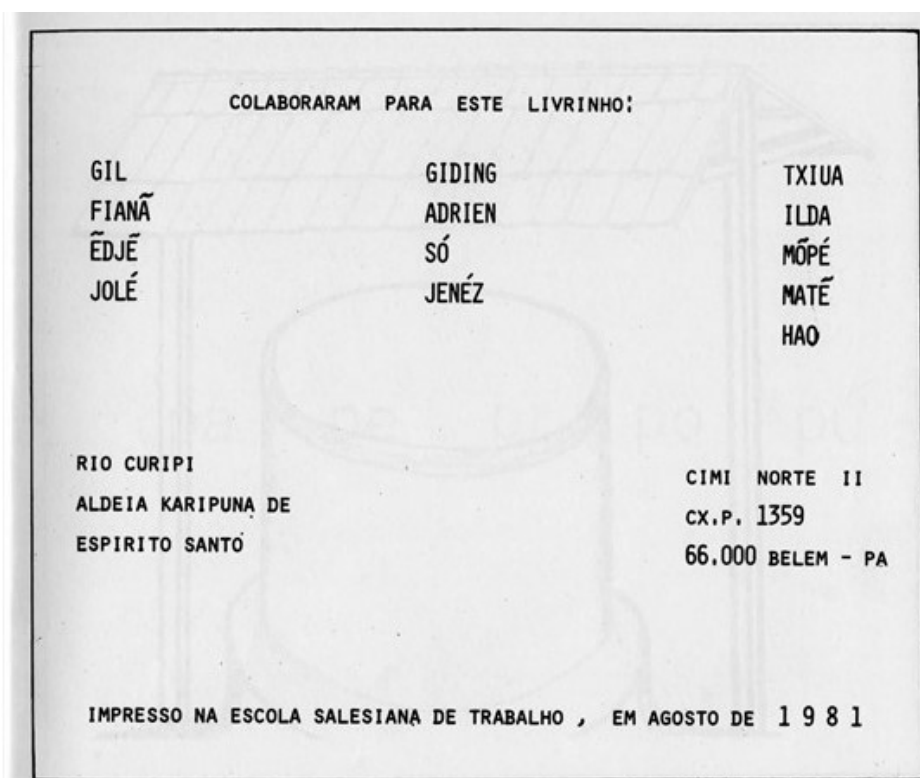 COLABORARAM PARA ESTE LIVRINHO:
GIL GIDING TXIUA
FIANÃ ADRIEN ILDA
ẼDJẼ SÓ MÕPÉ
JOLÉ JENÉZ MATẼ
HAO
RIO CURIPI
ALDEIA KARIPUNA DE
ESPIRITO SANTO
CIMI NORTE II
CX.P. 1359
66.000 BELEM - PA
IMPRESSO NA ESCOLA SALESIANA DE TRABALHO , EM AGOSTO DE 1981